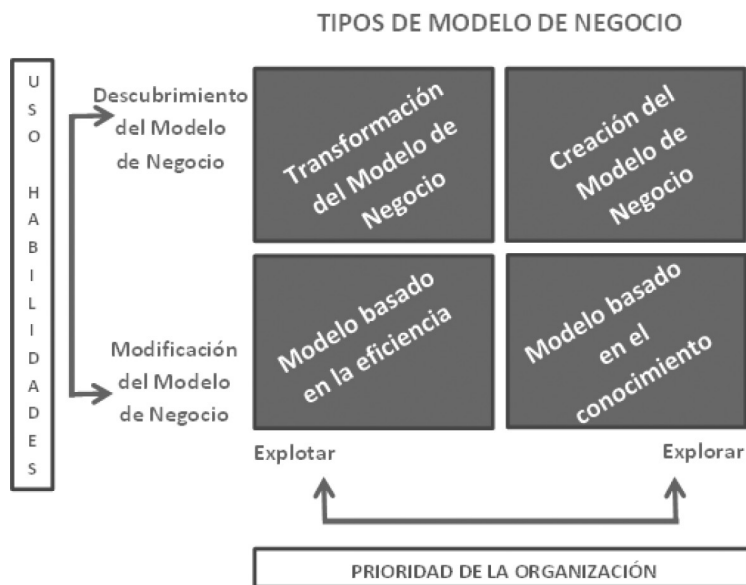 TIPOS DE MODELO DE NEGOCIO
USO HABILIDADES
Descubrimiento
del Modelo
de Negocio
Transformación
del Modelo de
Negocio
Creación del
Modelo de
Negocio
Modificación
del Modelo
de Negocio
Modelo basado
en la eficiencia
Modelo basado
en el
conocimiento
Explotar
Explorar
PRIORIDAD DE LA ORGANIZACIÓN